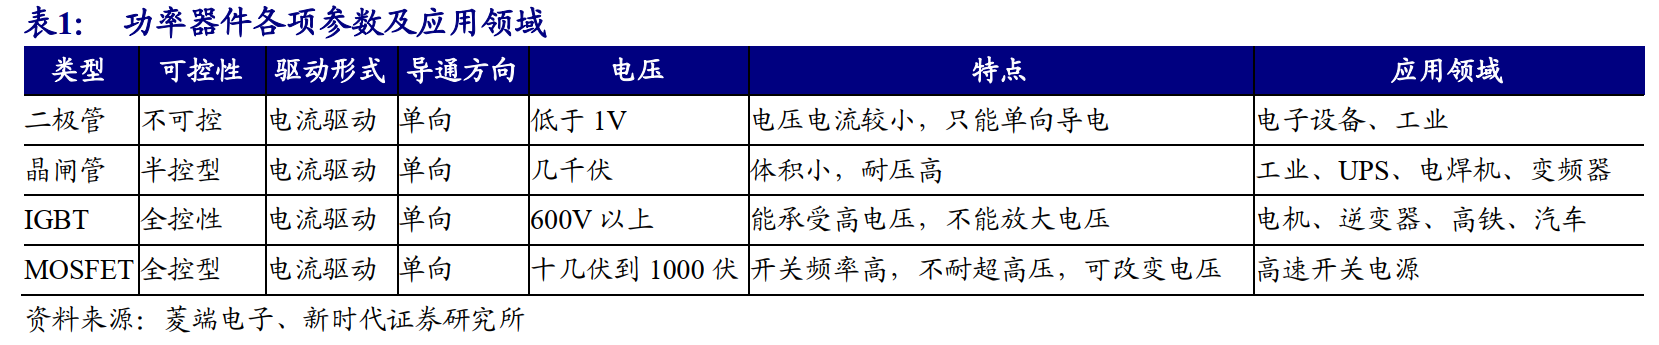 表1： 功率器件各项参数及应用领域
类型 可控性 驱动形式 导通方向 电压 特点 应用领域
二极管 不可控 电流驱动 单向 低于 1V 电压电流较小，只能单向导电 电子设备、工业
晶闸管 半控型 电流驱动 单向 几千伏 体积小，耐压高 工业、UPS、电焊机、变频器
IGBT 全控性 电流驱动 单向 600V 以上 能承受高电压，不能放大电压 电机、逆变器、高铁、汽车
MOSFET 全控型 电流驱动 单向 十几伏到 1000 伏 开关频率高，不耐超高压，可改变电压 高速开关电源
资料来源：菱端电子、新时代证券研究所